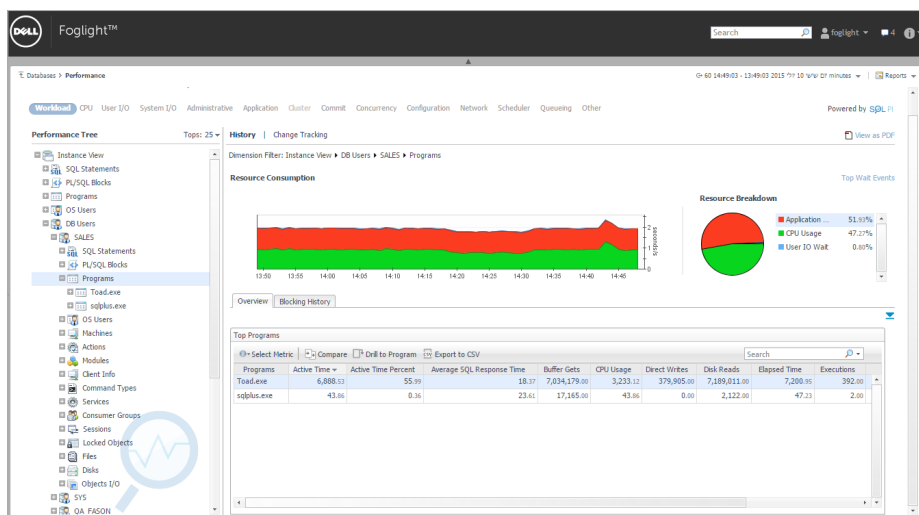 DELL Foglight™ Search foglight 4
Databases > Performance
G+ 60 14:49:03 - 13:49:03 2015 יום שישי 10 יולי minutes Reports
Workload CPU User I/O System I/O Administrative Application Cluster Commit Concurrency Configuration Network Scheduler Queueing Other Powered by SQL PI
Performance Tree Tops: 25 History | Change Tracking View as PDF
Instance View
SQL Statements
PL/SQL Blocks
Programs
OS Users
DB Users
SALES
SQL Statements
PL/SQL Blocks
Programs
Toad.exe
sqlplus.exe
OS Users
Machines
Actions
Modules
Client Info
Command Types
Services
Consumer Groups
Sessions
Locked Objects
Files
Disks
Objects I/O
SYS
QA_FASON
Dimension Filter: Instance View ▸ DB Users ▸ SALES ▸ Programs
Resource Consumption Top Wait Events
2
1
0
seconds/s
13:50 13:55 14:00 14:05 14:10 14:15 14:20 14:25 14:30 14:35 14:40 14:45
Resource Breakdown
Application ... 51.93%
CPU Usage 47.27%
User IO Wait 0.80%
Overview Blocking History
Top Programs
Select Metric Compare Drill to Program Export to CSV Search
Programs Active Time Active Time Percent Average SQL Response Time Buffer Gets CPU Usage Direct Writes Disk Reads Elapsed Time Executions
Toad.exe 6,888.53 55.99 18.37 7,034,179.00 3,233.12 379,905.00 7,189,011.00 7,200.95 392.00
sqlplus.exe 43.86 0.36 23.61 17,165.00 43.86 0.00 2,122.00 47.23 2.00